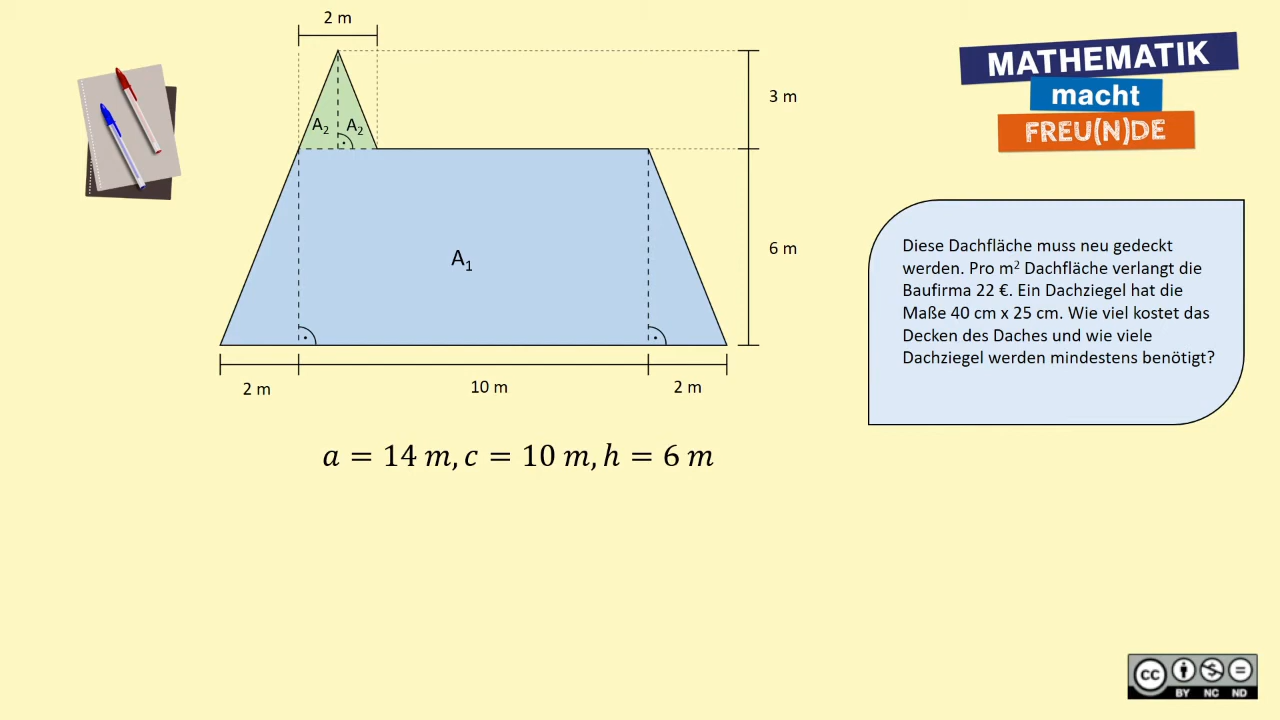 2 m
MATHEMATIK
macht
FREU(N)DE
3 m
A₂ A₂
6 m
A₁
Diese Dachfläche muss neu gedeckt
werden. Pro m² Dachfläche verlangt die
Baufirma 22 €. Ein Dachziegel hat die
Maße 40 cm x 25 cm. Wie viel kostet das
Decken des Daches und wie viele
Dachziegel werden mindestens benötigt?
2 m 10 m 2 m
a = 14 m, c = 10 m, h = 6 m
CC
BY NC ND